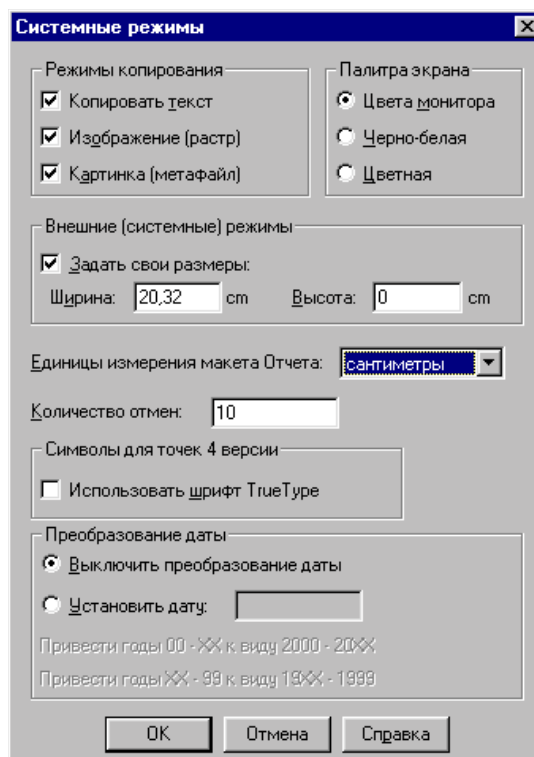 Системные режимы
Режимы копирования
Копировать текст
Изображение (растр)
Картинка (метафайл)
Палитра экрана
Цвета монитора
Черно-белая
Цветная
Внешние (системные) режимы
Задать свои размеры:
Ширина: 20,32 cm Высота: 0 cm
Единицы измерения макета Отчета: сантиметры
Количество отмен: 10
Символы для точек 4 версии
Использовать шрифт TrueType
Преобразование даты
Выключить преобразование даты
Установить дату:
Привести годы 00 - XX к виду 2000 - 20XX
Привести годы XX - 99 к виду 19XX - 1999
OK Отмена Справка